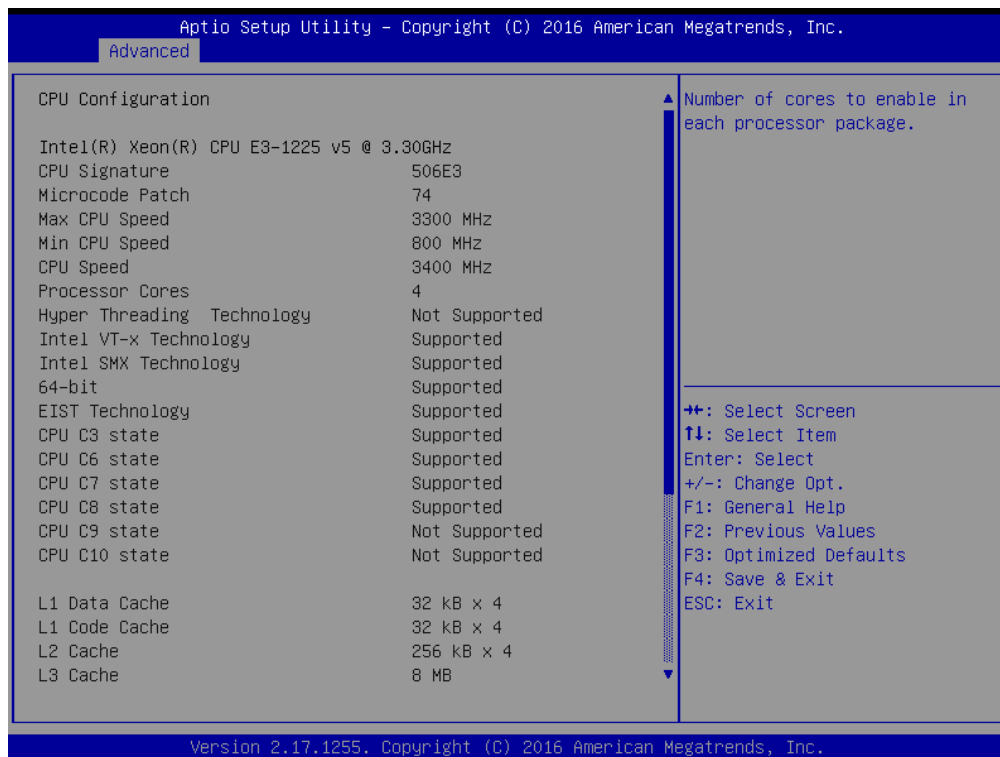 Aptio Setup Utility – Copyright (C) 2016 American Megatrends, Inc.
Advanced
CPU Configuration
Intel(R) Xeon(R) CPU E3-1225 v5 @ 3.30GHz
CPU Signature 506E3
Microcode Patch 74
Max CPU Speed 3300 MHz
Min CPU Speed 800 MHz
CPU Speed 3400 MHz
Processor Cores 4
Hyper Threading Technology Not Supported
Intel VT-x Technology Supported
Intel SMX Technology Supported
64-bit Supported
EIST Technology Supported
CPU C3 state Supported
CPU C6 state Supported
CPU C7 state Supported
CPU C8 state Supported
CPU C9 state Not Supported
CPU C10 state Not Supported
L1 Data Cache 32 kB x 4
L1 Code Cache 32 kB x 4
L2 Cache 256 kB x 4
L3 Cache 8 MB
Number of cores to enable in
each processor package.
→←: Select Screen
↑↓: Select Item
Enter: Select
+/-: Change Opt.
F1: General Help
F2: Previous Values
F3: Optimized Defaults
F4: Save & Exit
ESC: Exit
Version 2.17.1255. Copyright (C) 2016 American Megatrends, Inc.